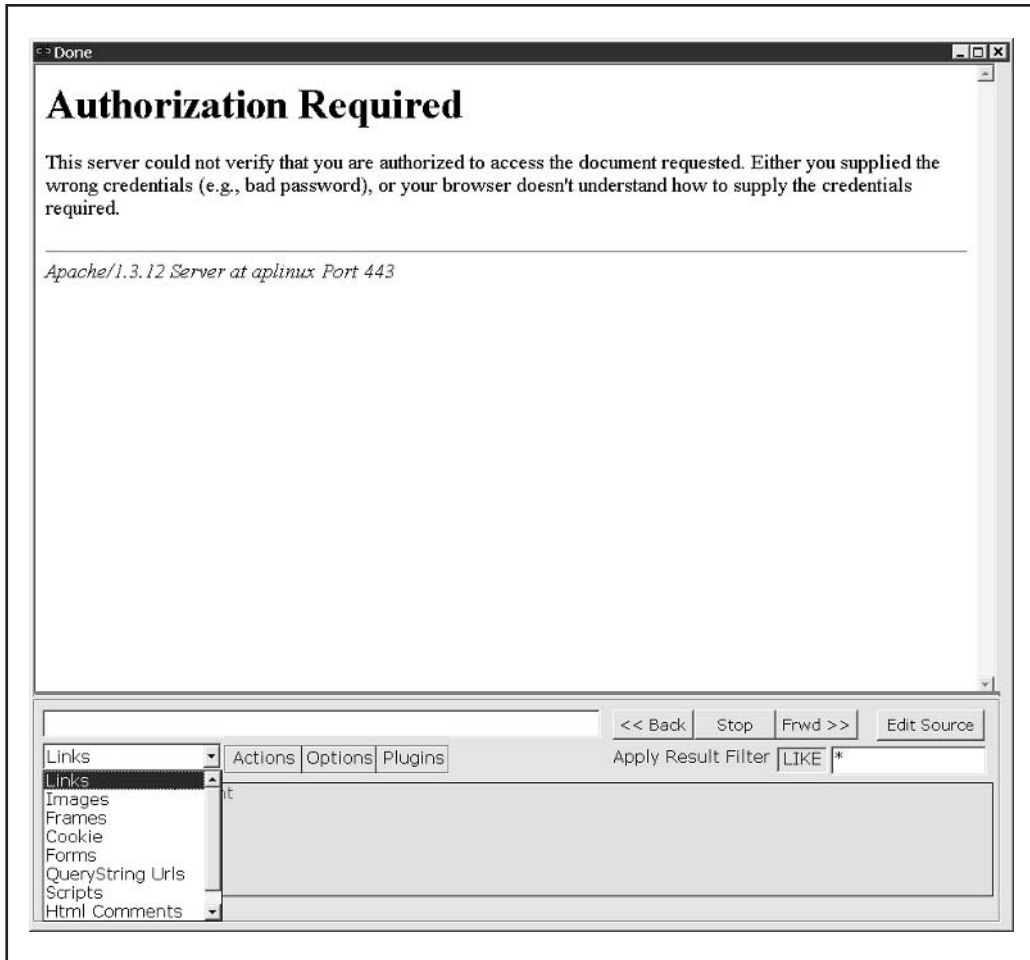 Done
Authorization Required
This server could not verify that you are authorized to access the document requested. Either you supplied the
wrong credentials (e.g., bad password), or your browser doesn't understand how to supply the credentials
required.
Apache/1.3.12 Server at aplinux Port 443
<< Back Stop Frwd >> Edit Source
Links Actions Options Plugins Apply Result Filter LIKE *
Links
Images
Frames
Cookie
Forms
QueryString Urls
Scripts
Html Comments